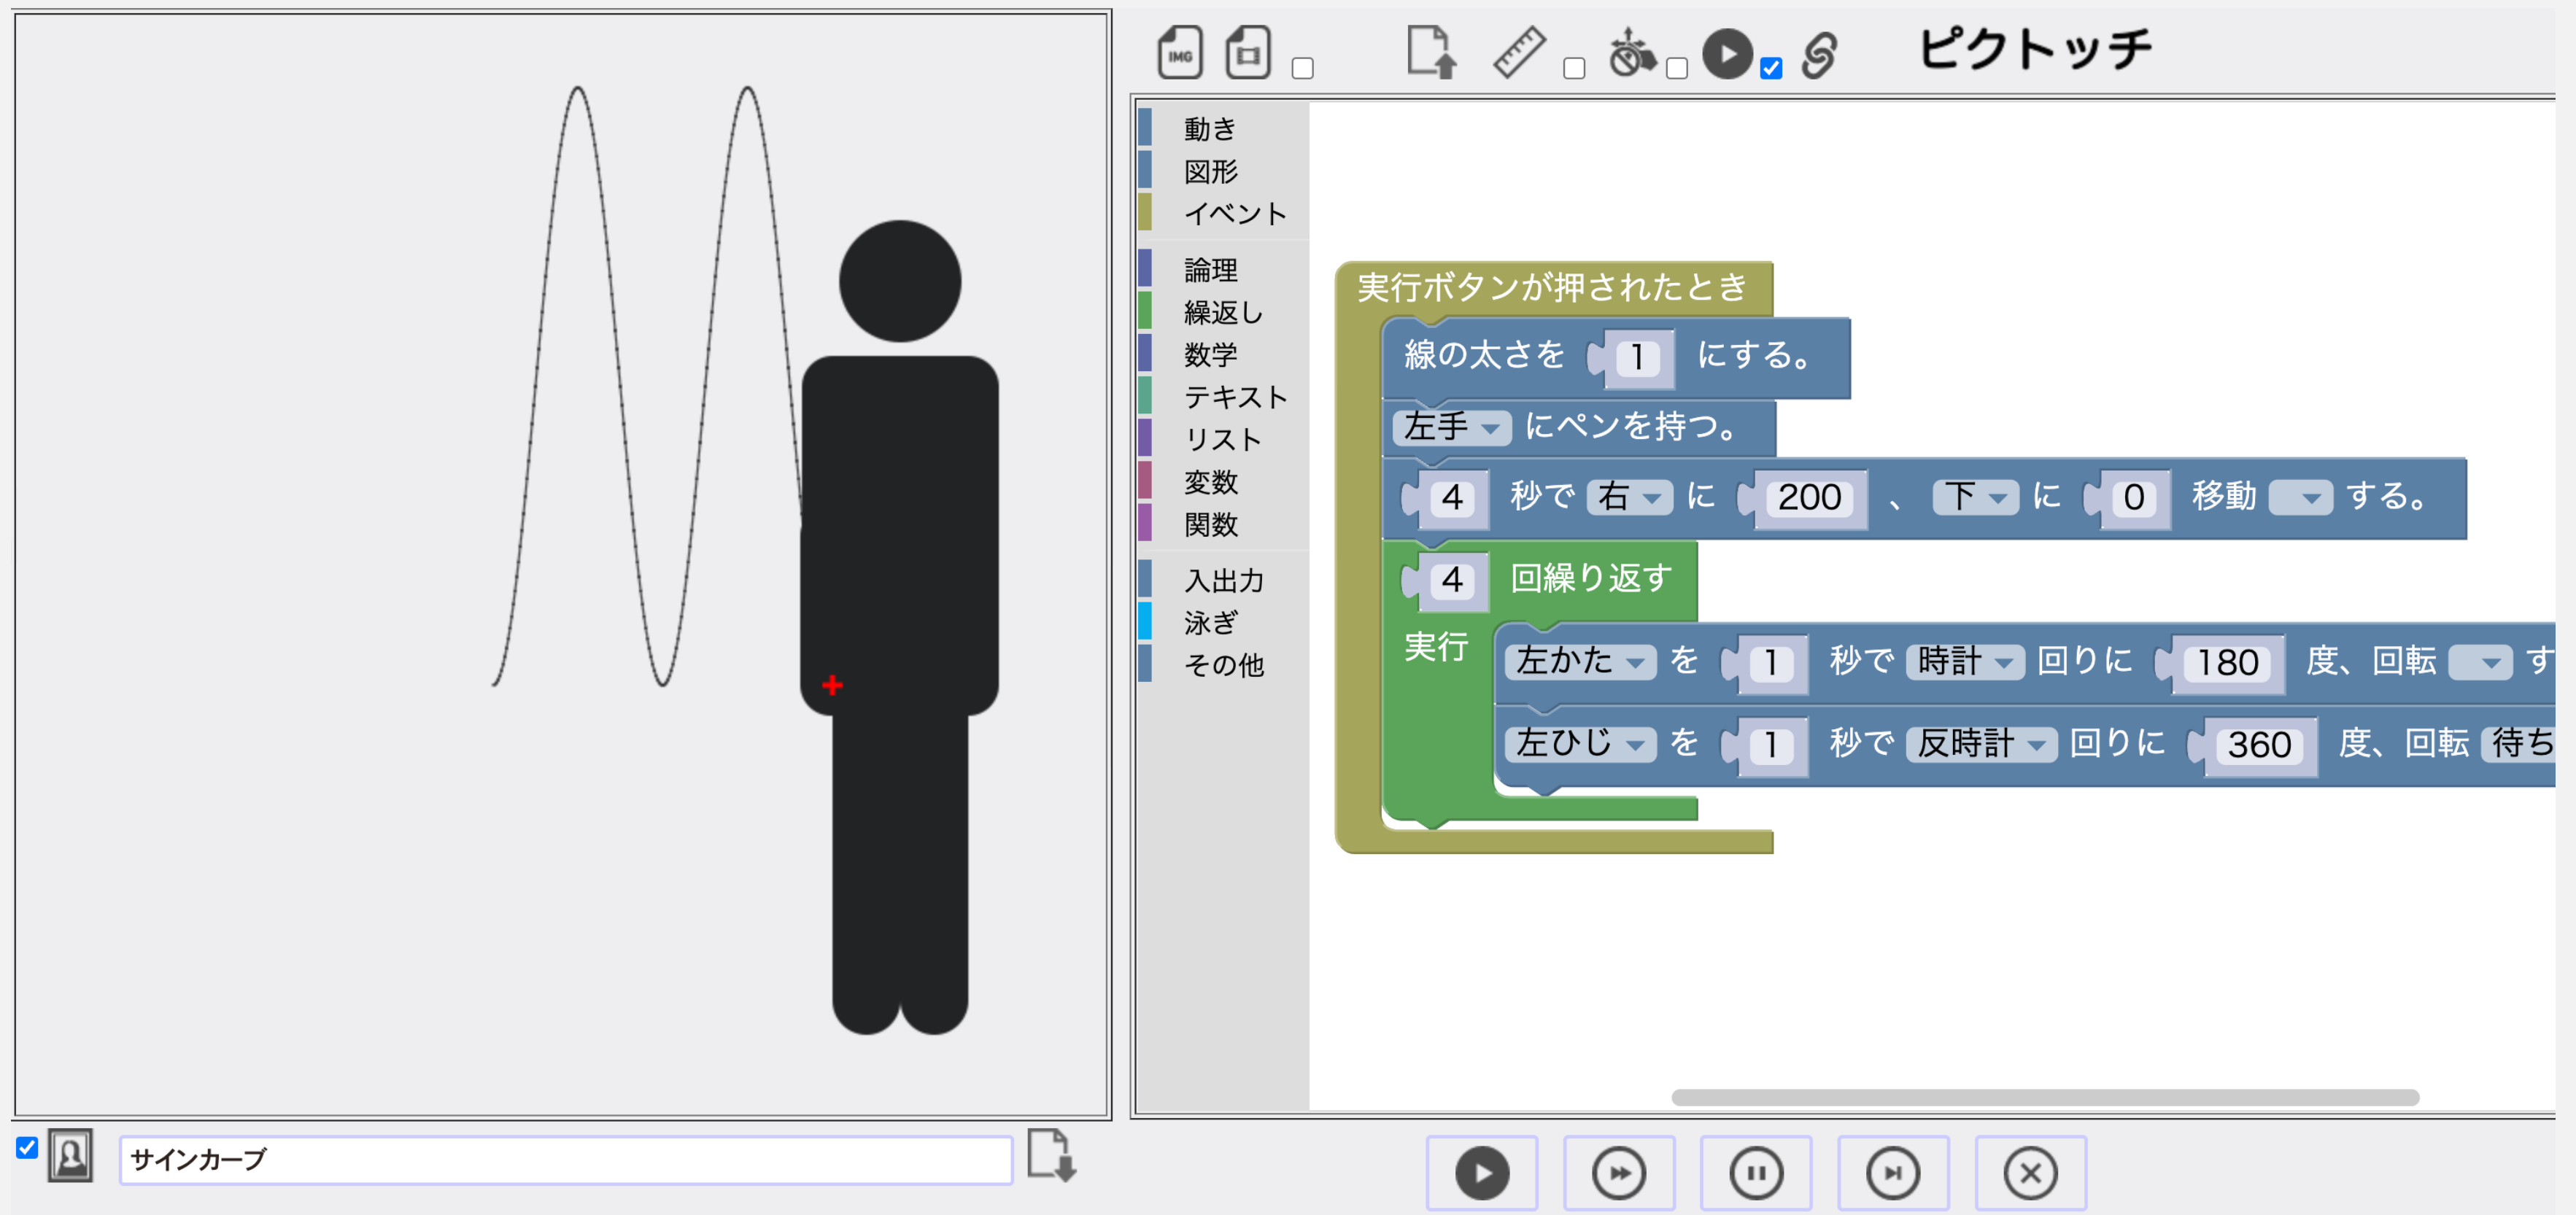 IMG
ピクトッチ
動き
図形
イベント
論理
繰返し
数学
テキスト
リスト
変数
関数
入出力
泳ぎ
その他
実行ボタンが押されたとき
線の太さを 1 にする。
左手 にペンを持つ。
4 秒で 右 に 200 、 下 に 0 移動 する。
4 回繰り返す
実行
左かた を 1 秒で 時計 回りに 180 度、回転 す
左ひじ を 1 秒で 反時計 回りに 360 度、回転 待ち
サインカーブ